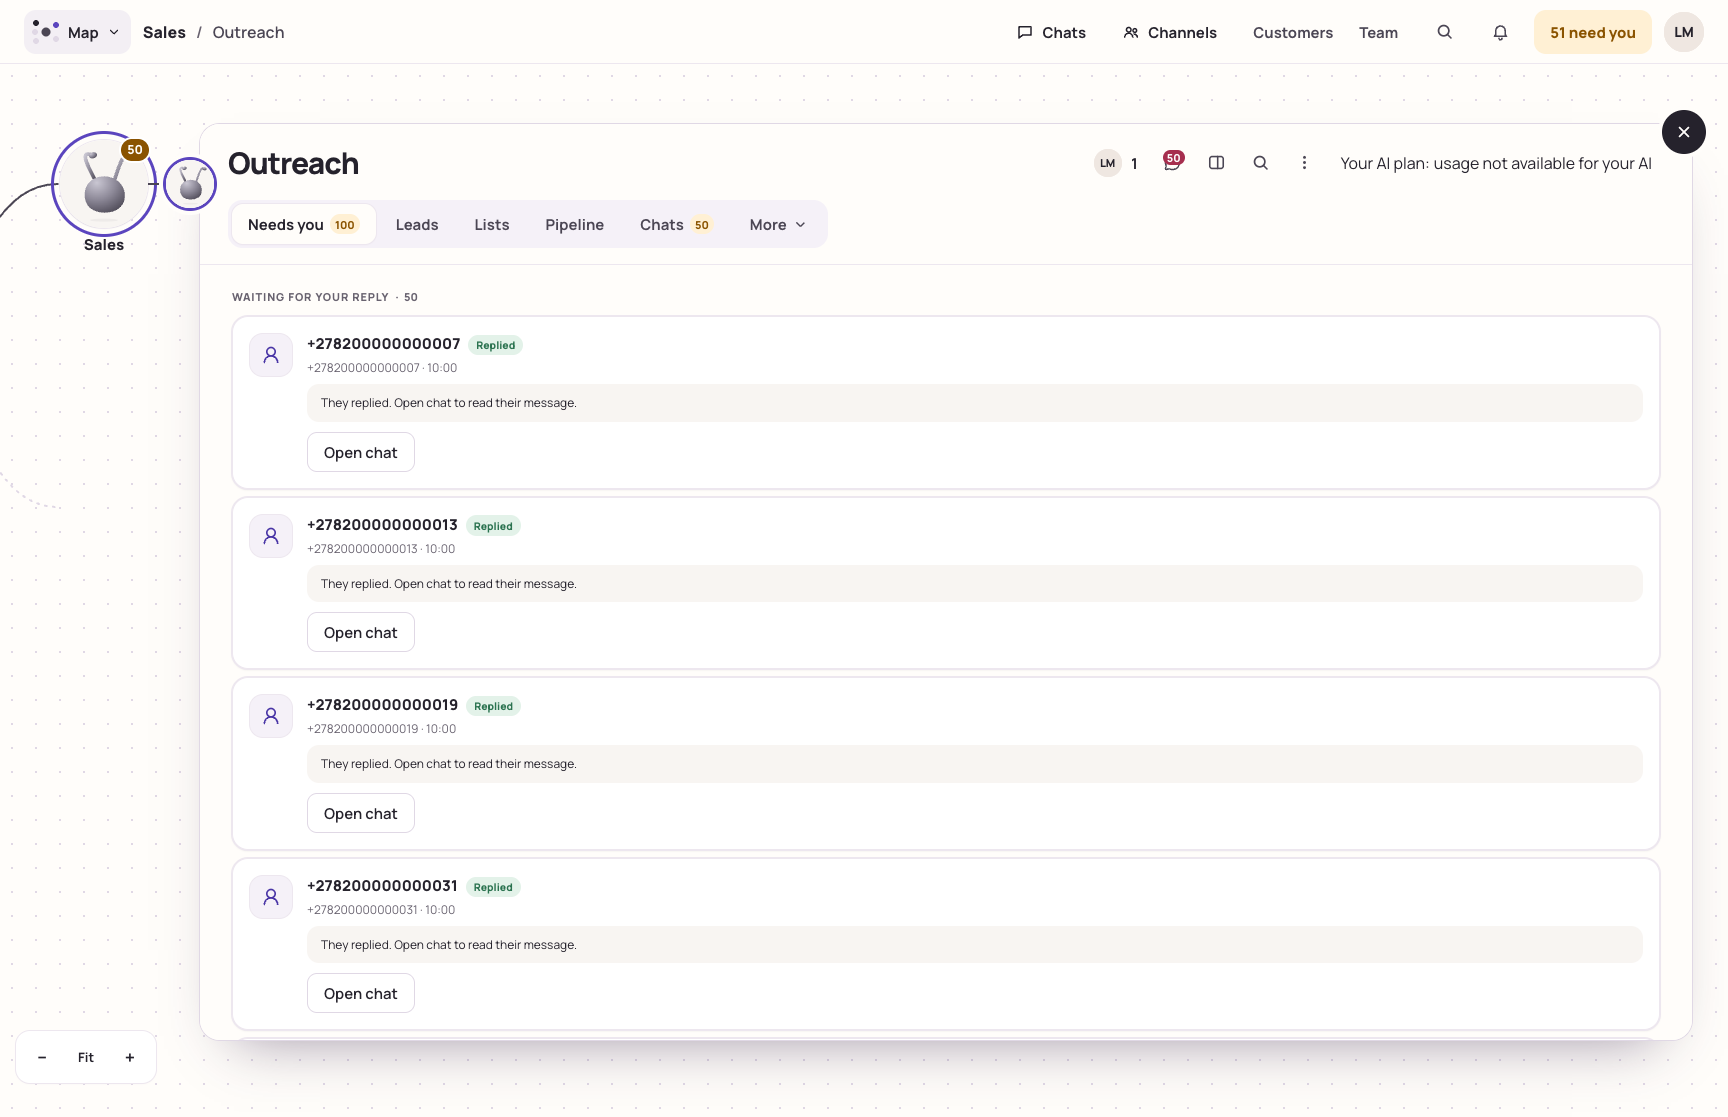 Map
Sales / Outreach
Chats
Channels
Customers
Team
51 need you
LM
50
Sales
Outreach
LM 1
50
Your AI plan: usage not available for your AI
Needs you 100
Leads
Lists
Pipeline
Chats 50
More
WAITING FOR YOUR REPLY · 50
+278200000000007 Replied
+278200000000007 · 10:00
They replied. Open chat to read their message.
Open chat
+278200000000013 Replied
+278200000000013 · 10:00
They replied. Open chat to read their message.
Open chat
+278200000000019 Replied
+278200000000019 · 10:00
They replied. Open chat to read their message.
Open chat
+278200000000031 Replied
+278200000000031 · 10:00
They replied. Open chat to read their message.
Open chat
− Fit +